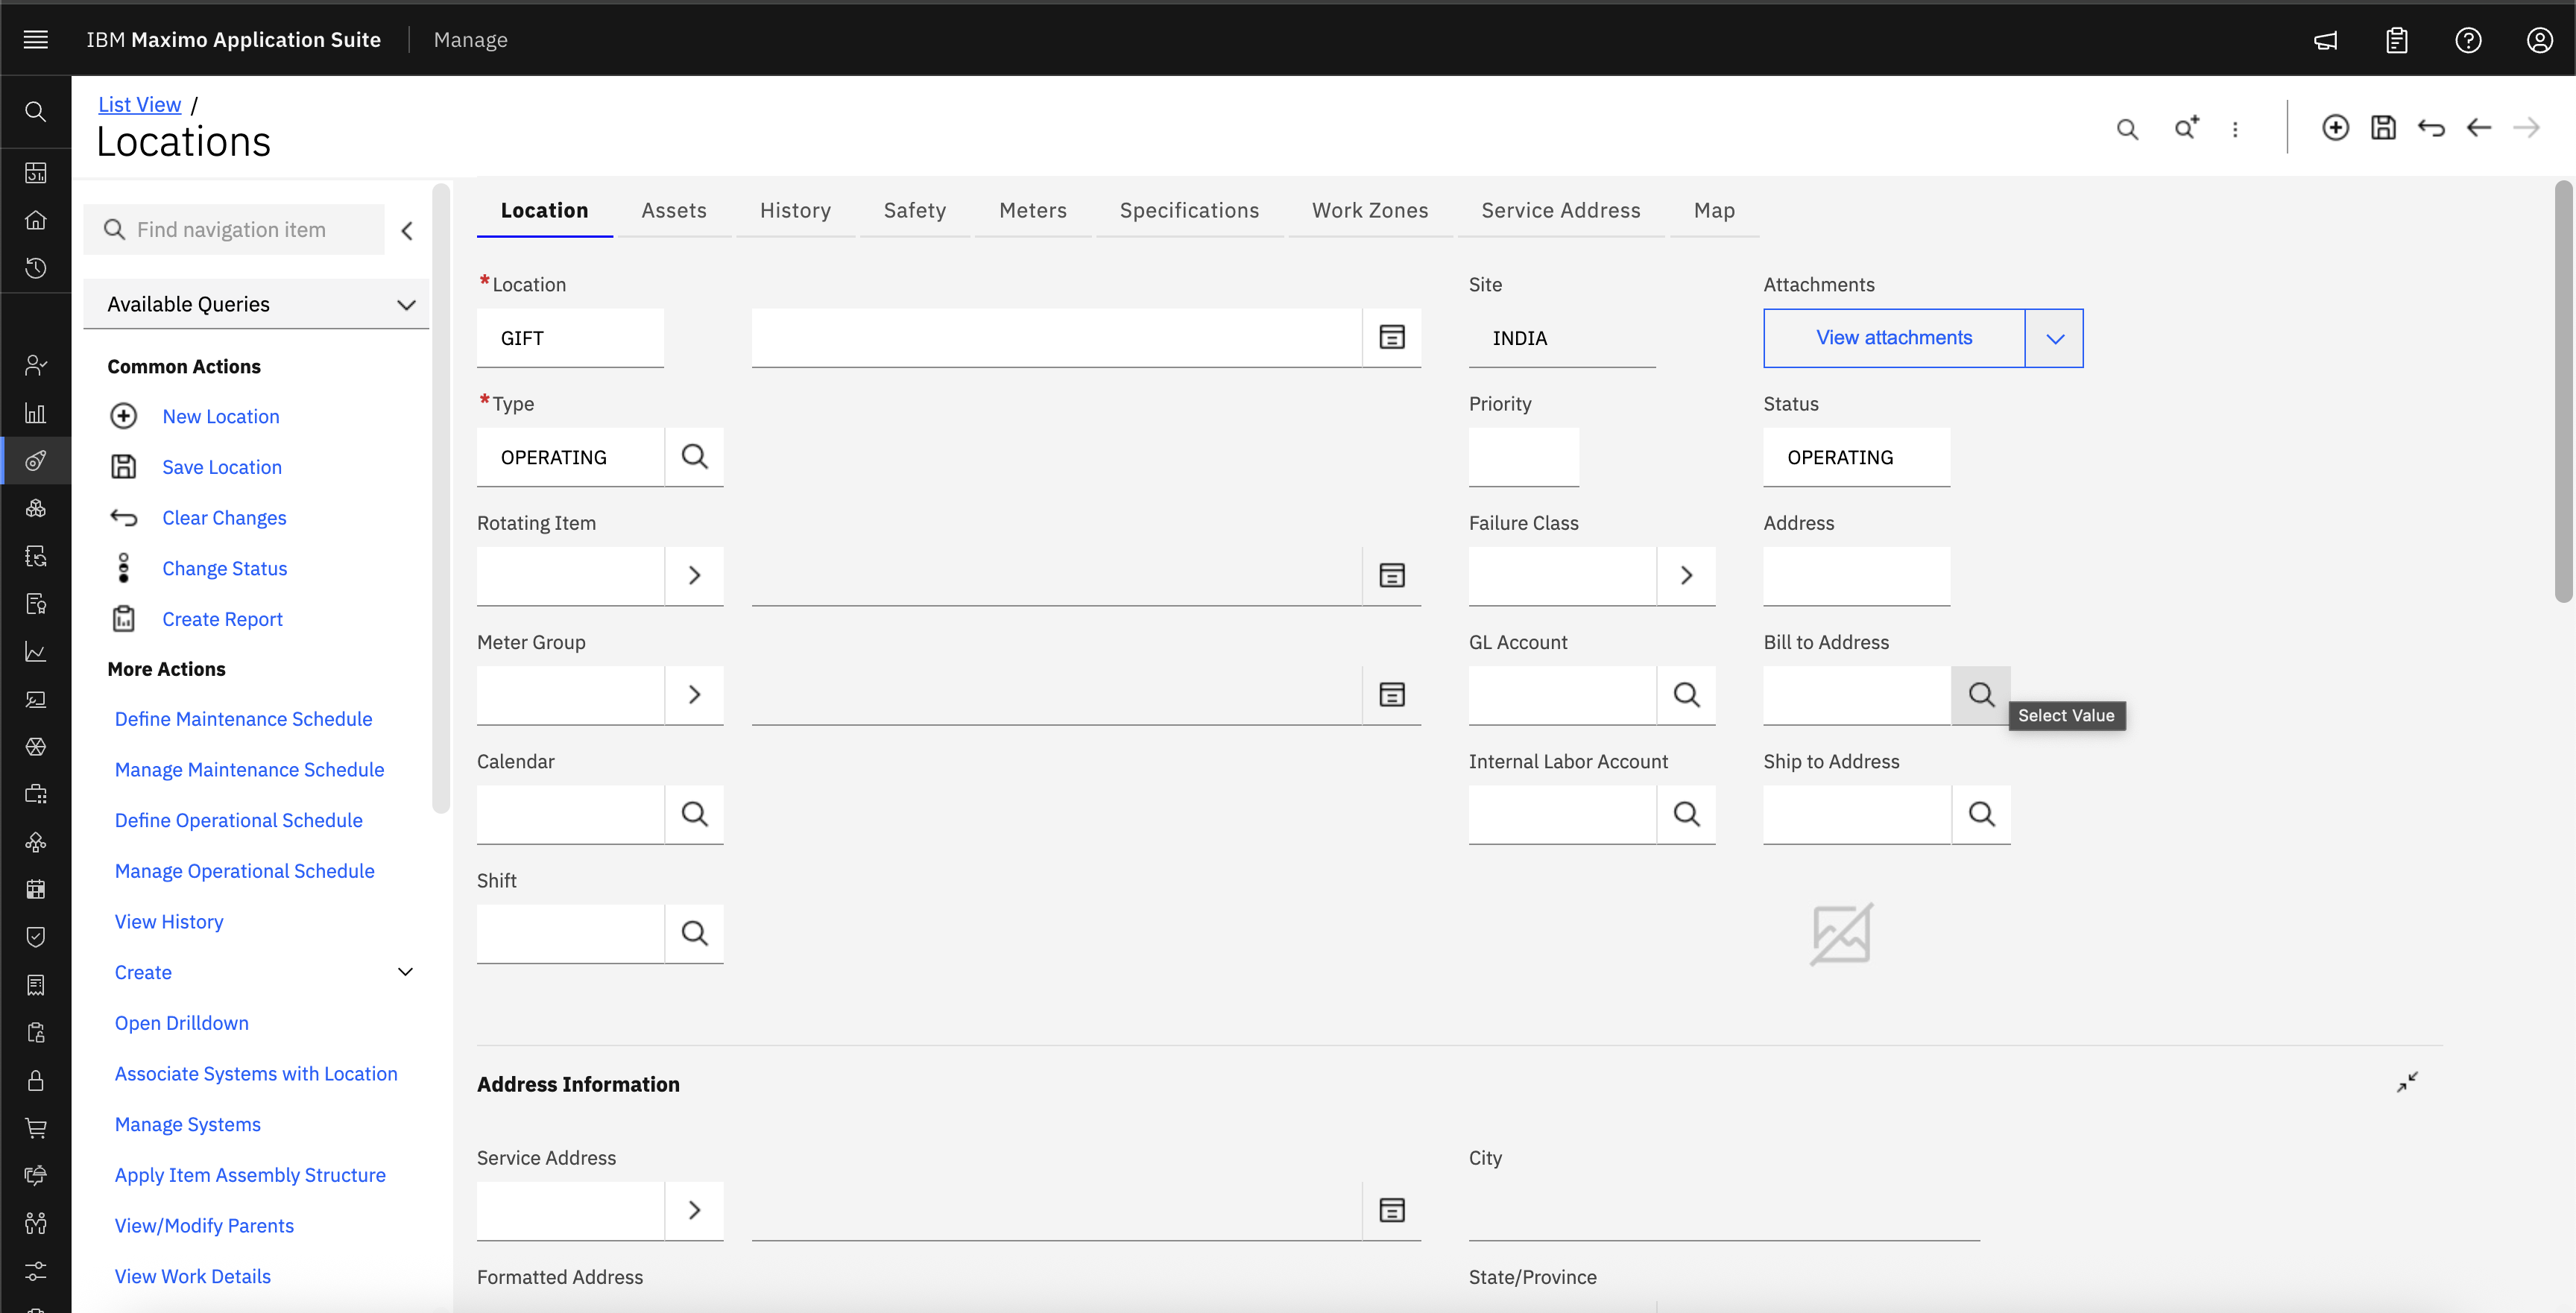 IBM Maximo Application Suite Manage
List View /
Locations
Find navigation item
Available Queries
Common Actions
New Location
Save Location
Clear Changes
Change Status
Create Report
More Actions
Define Maintenance Schedule
Manage Maintenance Schedule
Define Operational Schedule
Manage Operational Schedule
View History
Create
Open Drilldown
Associate Systems with Location
Manage Systems
Apply Item Assembly Structure
View/Modify Parents
View Work Details
Location Assets History Safety Meters Specifications Work Zones Service Address Map
*Location Site Attachments
GIFT INDIA View attachments
*Type Priority Status
OPERATING OPERATING
Rotating Item Failure Class Address
Meter Group GL Account Bill to Address
Select Value
Calendar Internal Labor Account Ship to Address
Shift
Address Information
Service Address City
Formatted Address State/Province